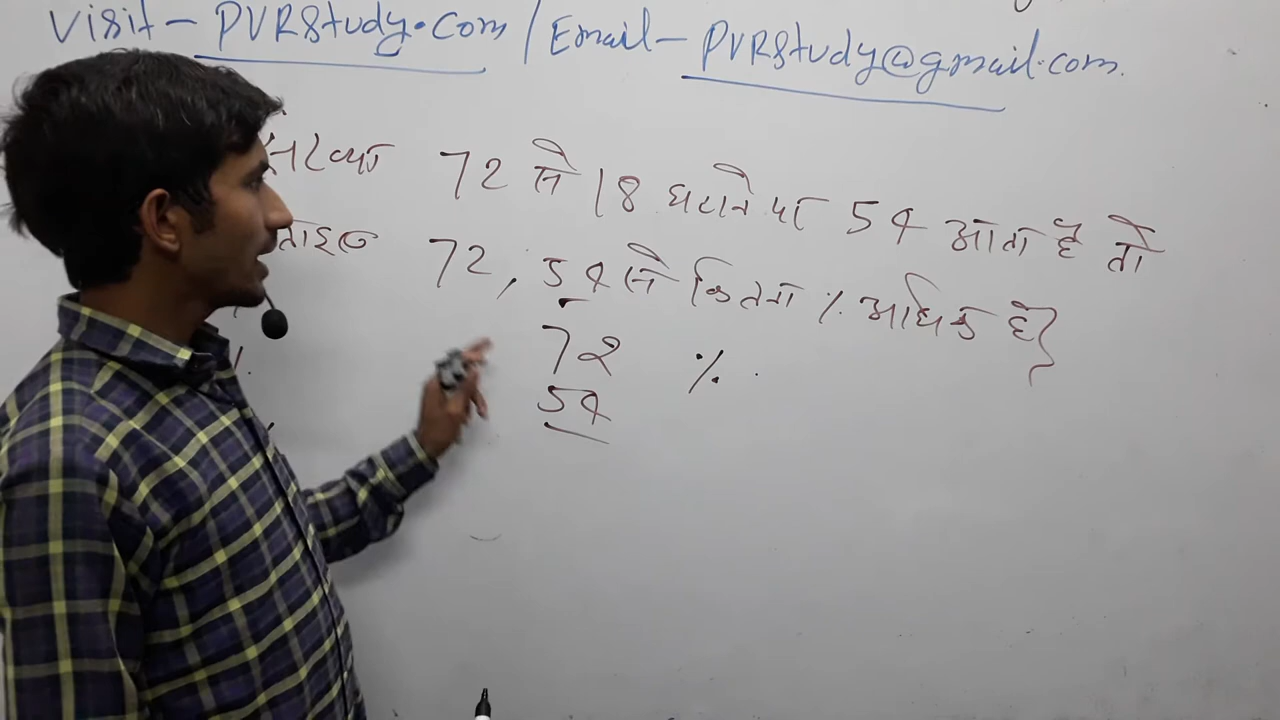 Visit - PVRStudy.Com / Email - PVRStudy@gmail.com.
72 से 18 घटाने पर 54 आता है तो
72, 54 से कितना % अधिक है}
72 %
54